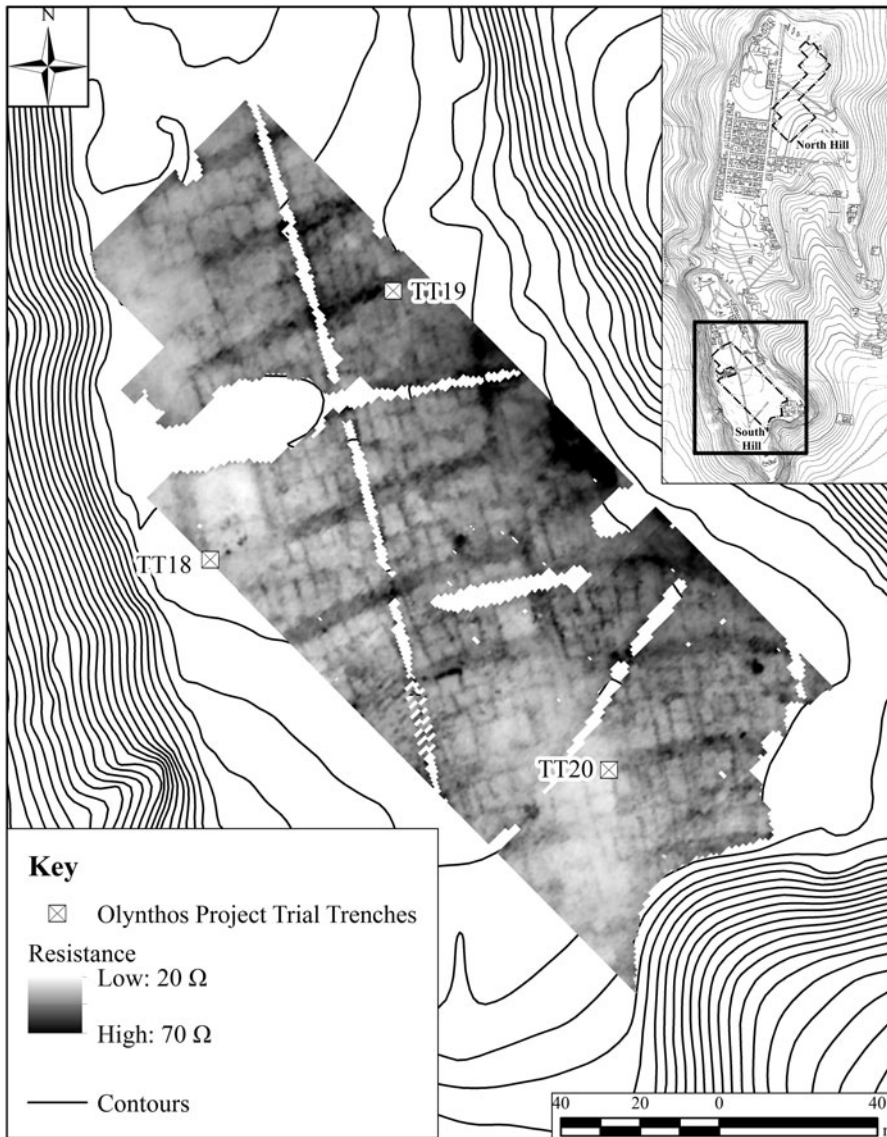 N
North Hill
South
Hill
TT19
TT18
TT20
Key
Olynthos Project Trial Trenches
Resistance
Low: 20 Ω
High: 70 Ω
Contours
40 20 0 40